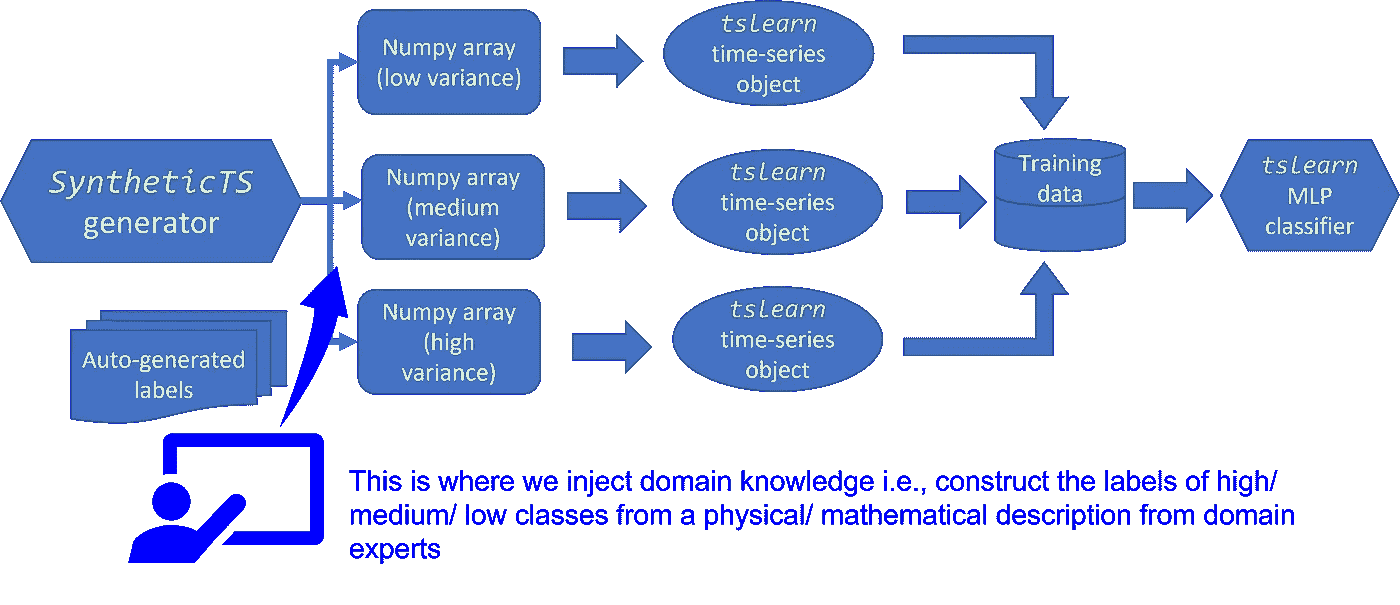 SyntheticTS
generator
Numpy array
(low variance)
tslearn
time-series
object
Numpy array
(medium
variance)
tslearn
time-series
object
Training
data
tslearn
MLP
classifier
Auto-generated
labels
Numpy array
(high
variance)
tslearn
time-series
object
This is where we inject domain knowledge i.e., construct the labels of high/
medium/ low classes from a physical/ mathematical description from domain
experts